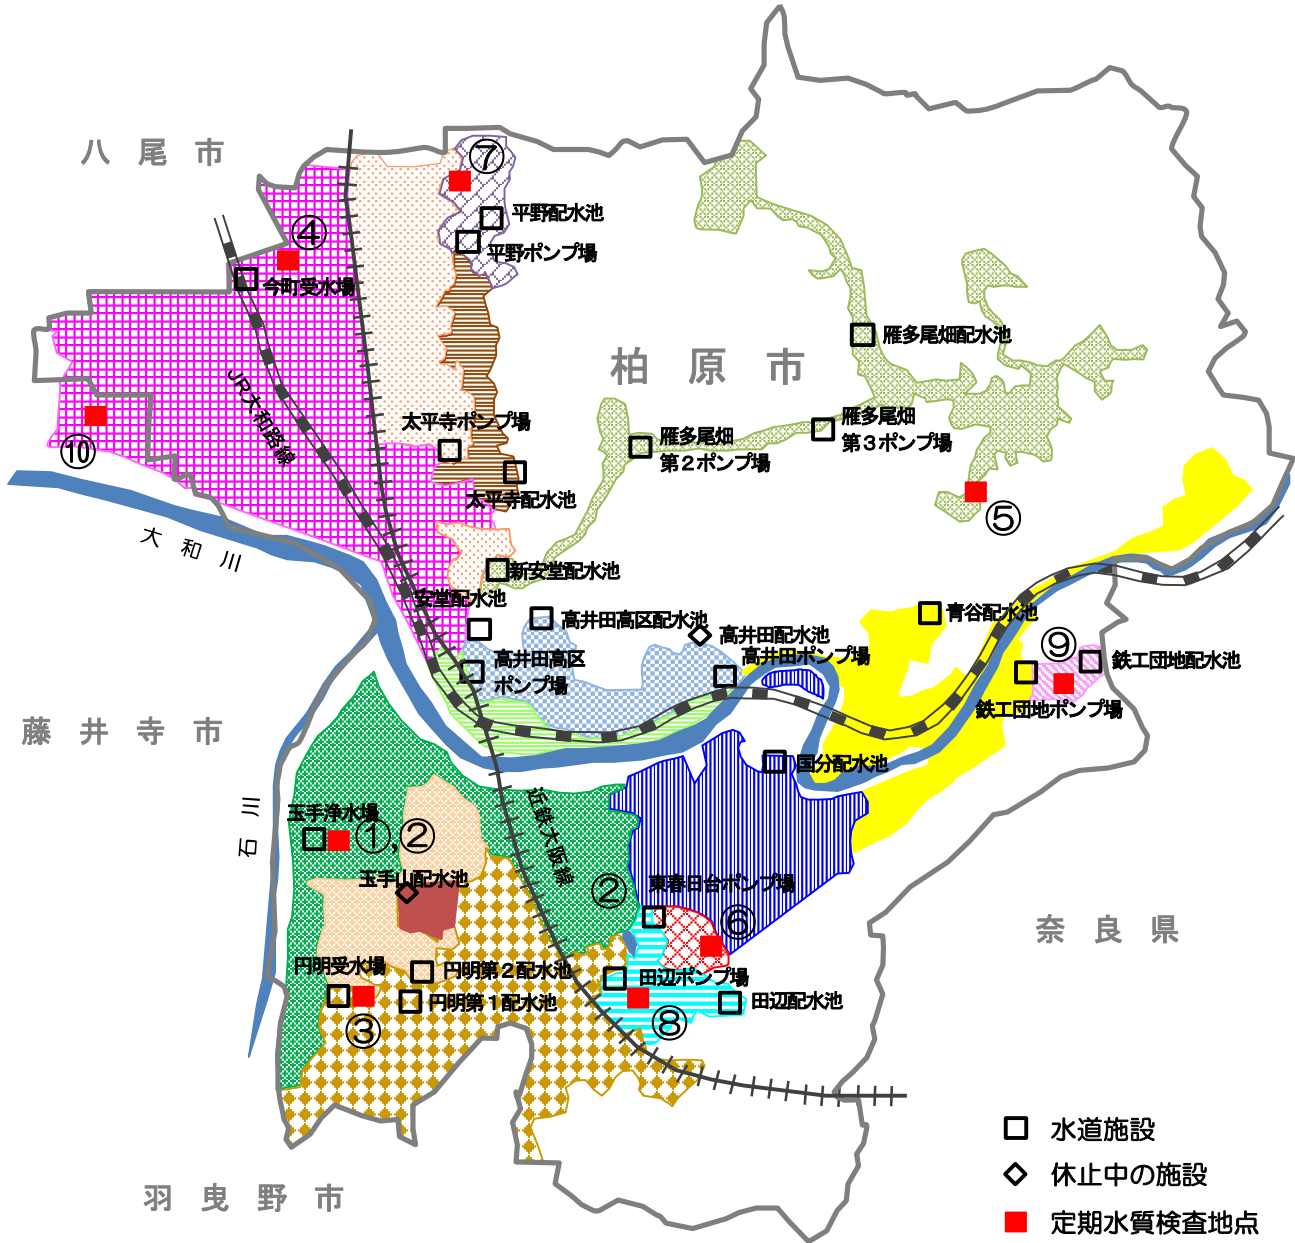 八尾市
⑦
平野配水池
④
平野ポンプ場
今町受水場
雁多尾畑配水池
柏原市
JR大和路線
太平寺ポンプ場
雁多尾畑
第3ポンプ場
雁多尾畑
第2ポンプ場
⑩
太平寺配水池
⑤
大和川
新安堂配水池
安堂配水池
高井田高区配水池
青谷配水池
高井田配水池
高井田高区
ポンプ場
高井田ポンプ場
⑨
鉄工団地配水池
鉄工団地ポンプ場
藤井寺市
国分配水池
石川
玉手浄水場
①,②
近鉄大阪線
玉手山配水池
②
東春日台ポンプ場
⑥
奈良県
円明受水場
円明第2配水池
田辺ポンプ場
円明第1配水池
田辺配水池
③
⑧
水道施設
休止中の施設
羽曳野市
定期水質検査地点